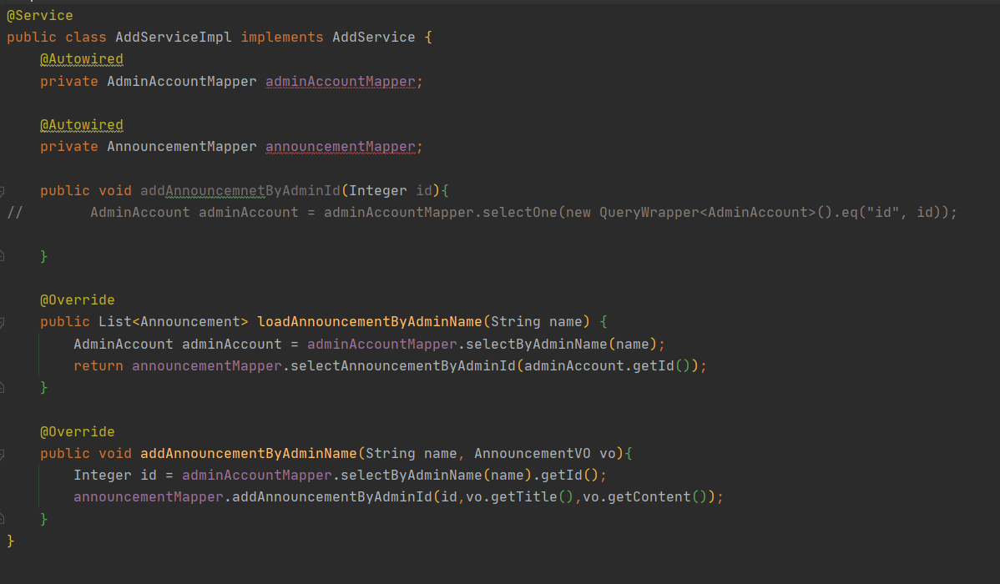 @Service
public class AddServiceImpl implements AddService {
    @Autowired
    private AdminAccountMapper adminAccountMapper;

    @Autowired
    private AnnouncementMapper announcementMapper;

    public void addAnnouncemnetByAdminId(Integer id){
//        AdminAccount adminAccount = adminAccountMapper.selectOne(new QueryWrapper<AdminAccount>().eq("id", id));

    }

    @Override
    public List<Announcement> loadAnnouncementByAdminName(String name) {
        AdminAccount adminAccount = adminAccountMapper.selectByAdminName(name);
        return announcementMapper.selectAnnouncementByAdminId(adminAccount.getId());
    }

    @Override
    public void addAnnouncementByAdminName(String name, AnnouncementVO vo){
        Integer id = adminAccountMapper.selectByAdminName(name).getId();
        announcementMapper.addAnnouncementByAdminId(id,vo.getTitle(),vo.getContent());
    }
}